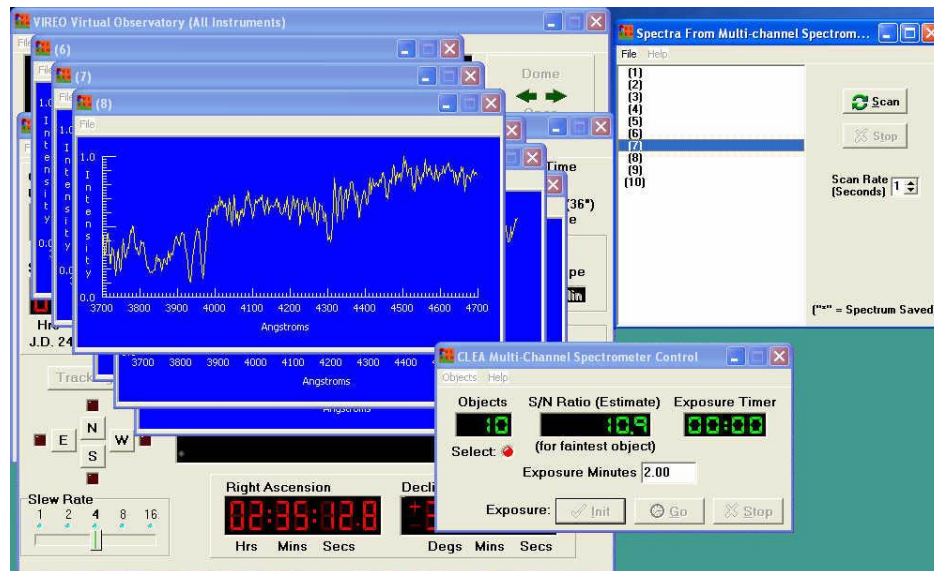 VIREO Virtual Observatory (All Instruments)
(6)
(7)
(8)
File
Dome
Open
Intensity
1.0
0.0
3700 3800 3900 4000 4100 4200 4300 4400 4500 4600 4700
Angstroms
Time
(36")
3700 3800 3900 4000 4100 4200 4300 4400
Angstroms
Angstroms
Hrs
J.D. 24
Track
N
E W
S
Slew Rate
1 2 4 8 16
Right Ascension
02:35:12.8
Hrs Mins Secs
Degs Mins Secs
Spectra From Multi-channel Spectrom...
File Help
(1)
(2)
(3)
(4)
(5)
(6)
(7)
(8)
(9)
(10)
Scan
Stop
Scan Rate
(Seconds) 1
("*" = Spectrum Saved
CLEA Multi-Channel Spectrometer Control
Objects Help
Objects S/N Ratio (Estimate) Exposure Timer
10 10.9 00:00
Select: (for faintest object)
Exposure Minutes 2.00
Exposure: Init Go Stop